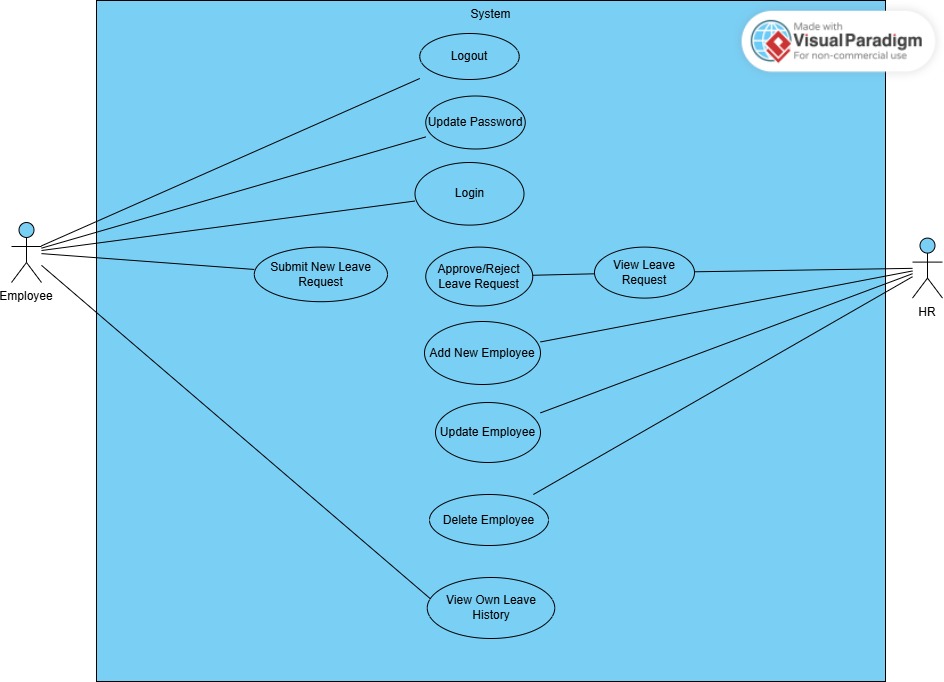 System
Made with
Visual Paradigm
For non-commercial use
Logout
Update Password
Login
Submit New Leave
Request
Approve/Reject
Leave Request
View Leave
Request
Employee
HR
Add New Employee
Update Employee
Delete Employee
View Own Leave
History